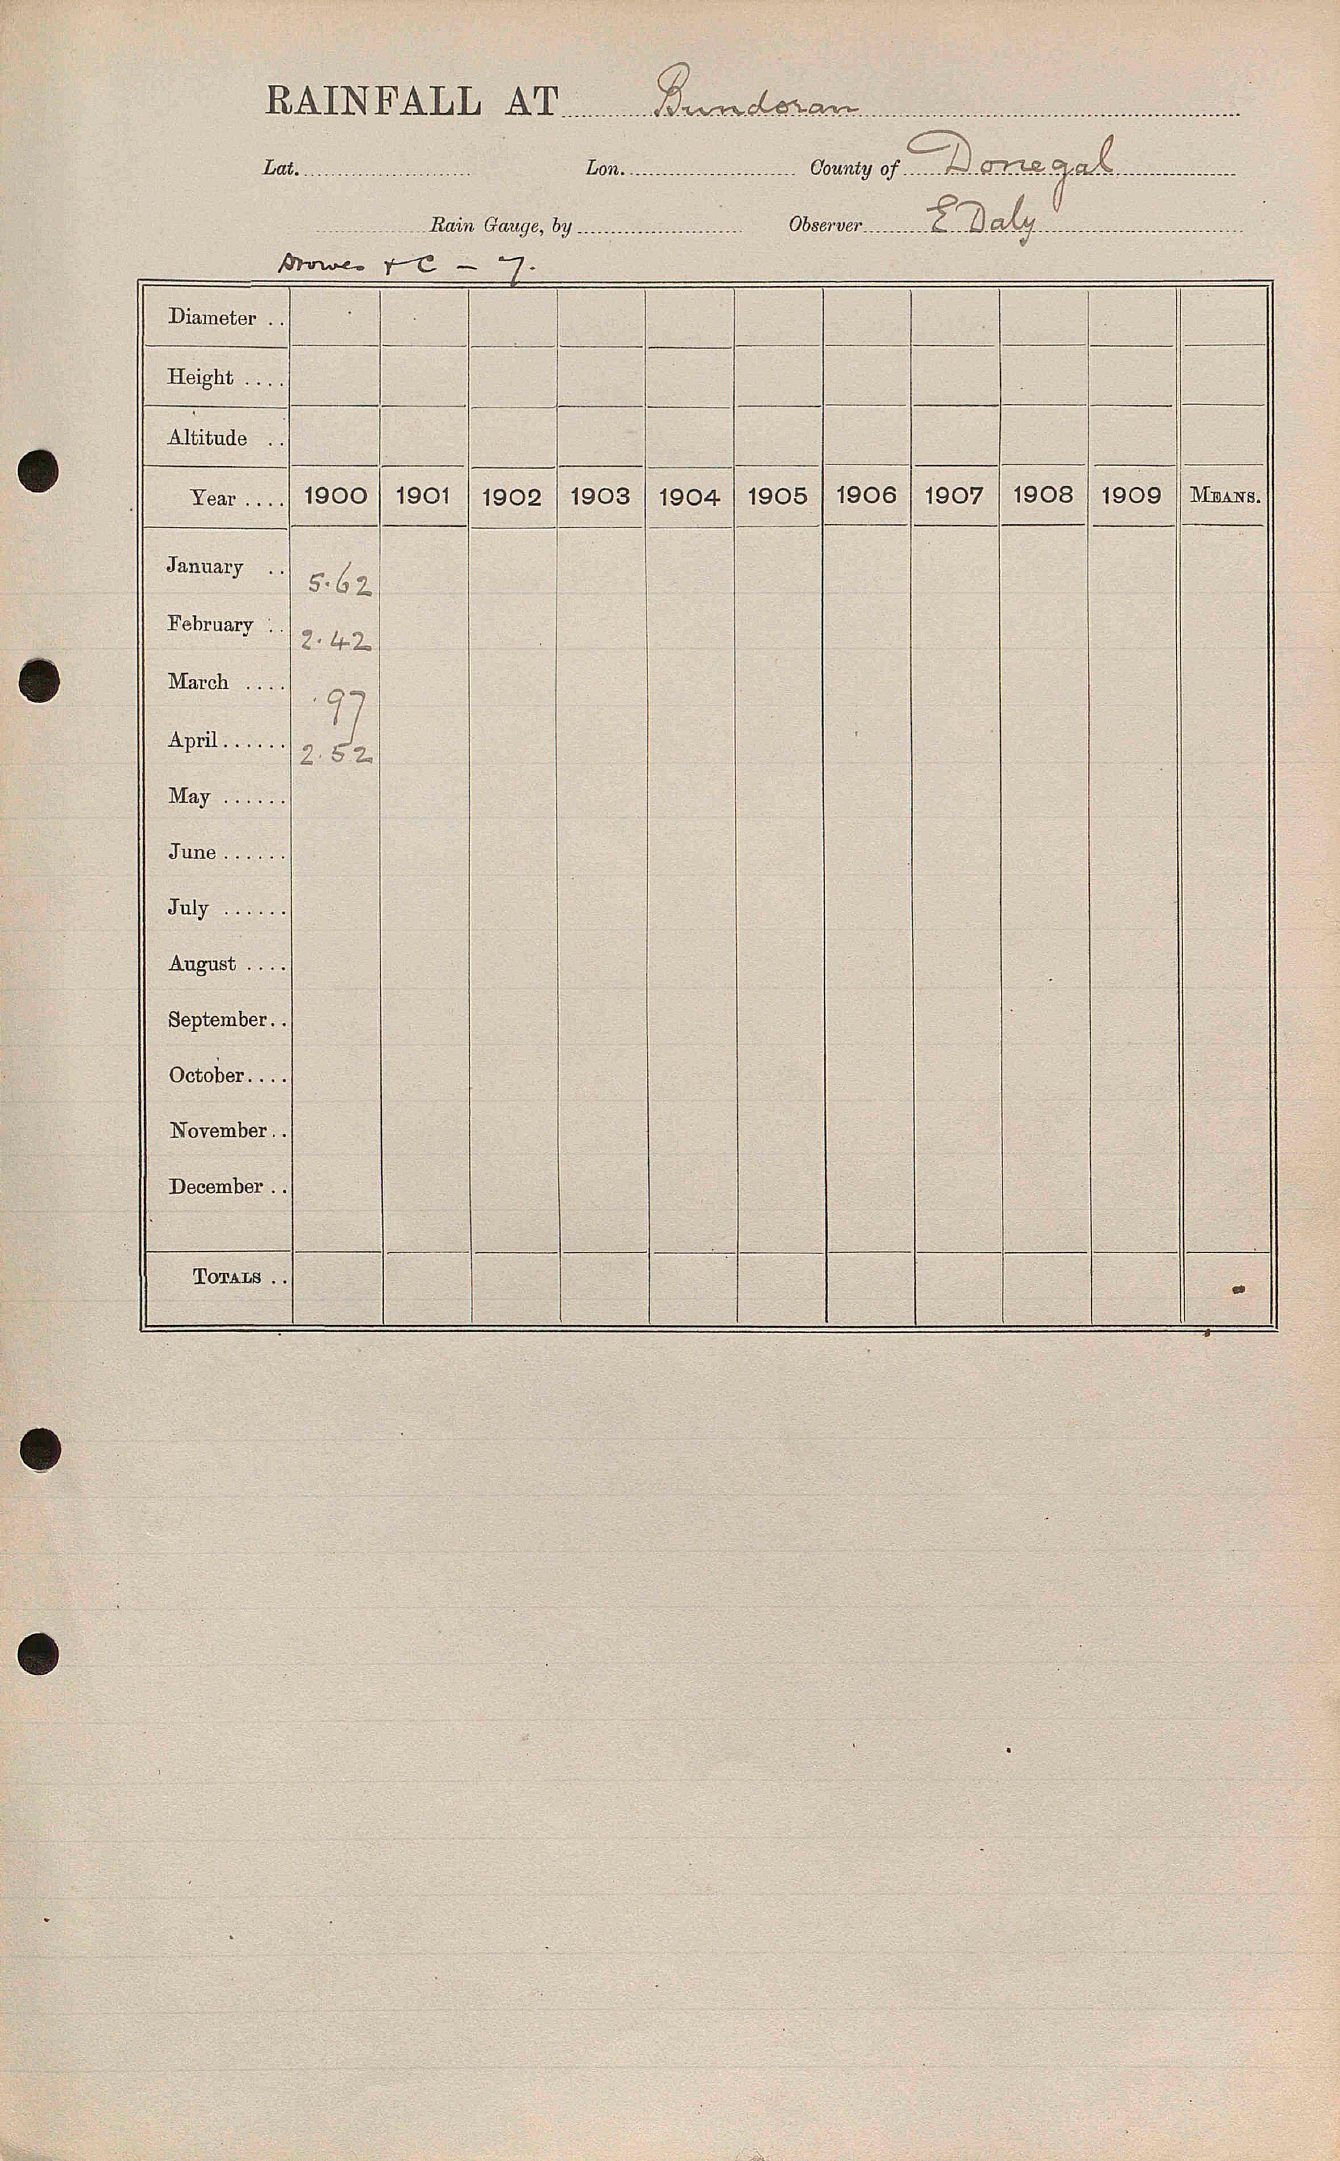 RAINFALL AT Bundoran
Lat. Lon. County of Donegal
Rain Gauge, by Observer E Daly
Drowes & C – 7.
Diameter ..
Height ....
Altitude ..
Year .... 1900 1901 1902 1903 1904 1905 1906 1907 1908 1909 MEANS.
January .. 5.62
February .. 2.42
March .... .97
April ...... 2.52
May ......
June ......
July ......
August ....
September..
October....
November..
December ..
TOTALS ..